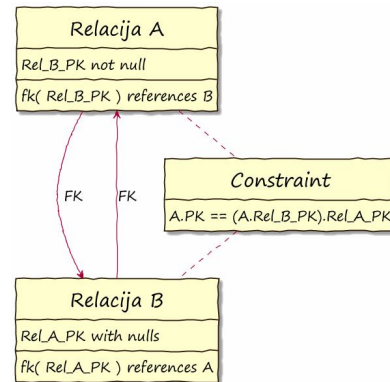 Relacija A
Rel_B_PK not null
fk( Rel_B_PK ) references B
FK FK
Constraint
A.PK == (A.Rel_B_PK).Rel_A_PK
Relacija B
Rel_A_PK with nulls
fk( Rel_A_PK ) references A